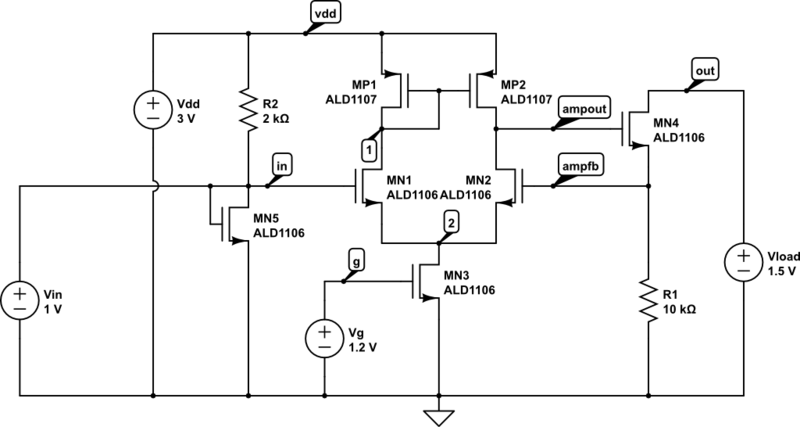 vdd
out
MP1
ALD1107
MP2
ALD1107
Vdd
3 V
R2
2 kΩ
ampout
MN4
ALD1106
1
in
MN1
ALD1106
MN2
ALD1106
ampfb
MN5
ALD1106
2
g
MN3
ALD1106
Vload
1.5 V
Vin
1 V
R1
10 kΩ
Vg
1.2 V